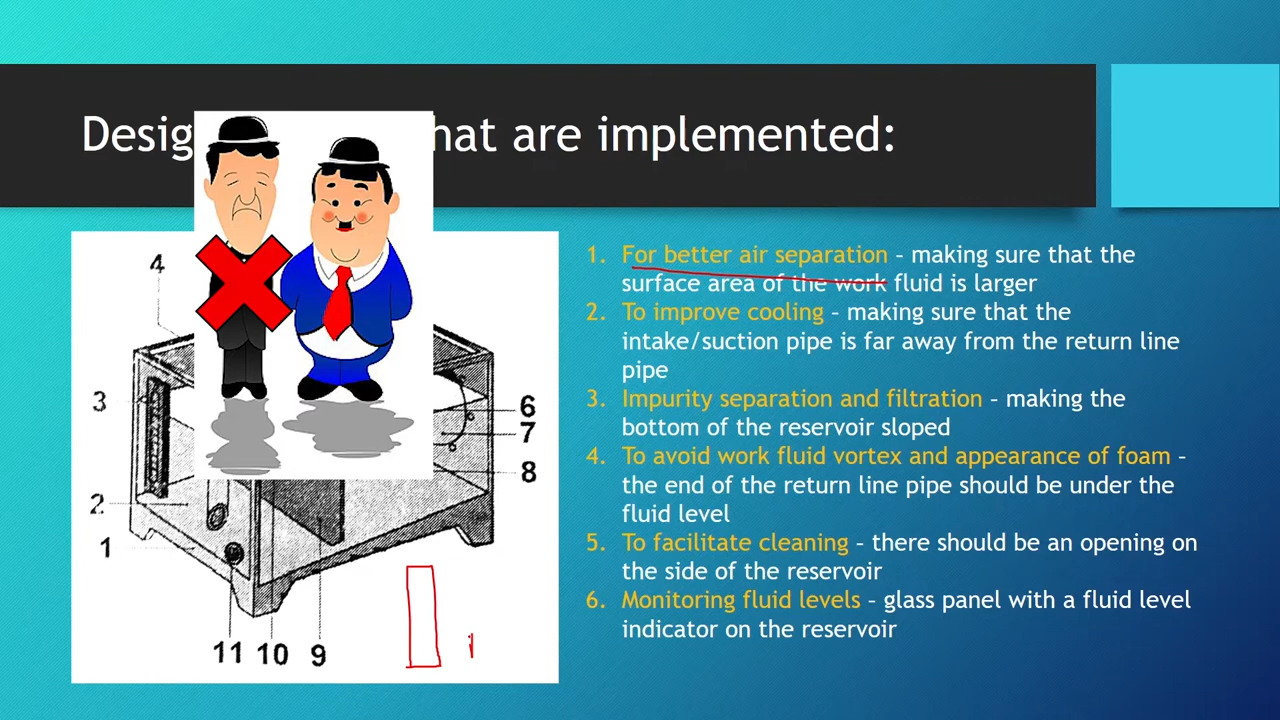 Desig hat are implemented:
4
3
2
1
6
7
8
11 10 9
1. For better air separation – making sure that the
surface area of the work fluid is larger
2. To improve cooling – making sure that the
intake/suction pipe is far away from the return line
pipe
3. Impurity separation and filtration – making the
bottom of the reservoir sloped
4. To avoid work fluid vortex and appearance of foam –
the end of the return line pipe should be under the
fluid level
5. To facilitate cleaning – there should be an opening on
the side of the reservoir
6. Monitoring fluid levels – glass panel with a fluid level
indicator on the reservoir